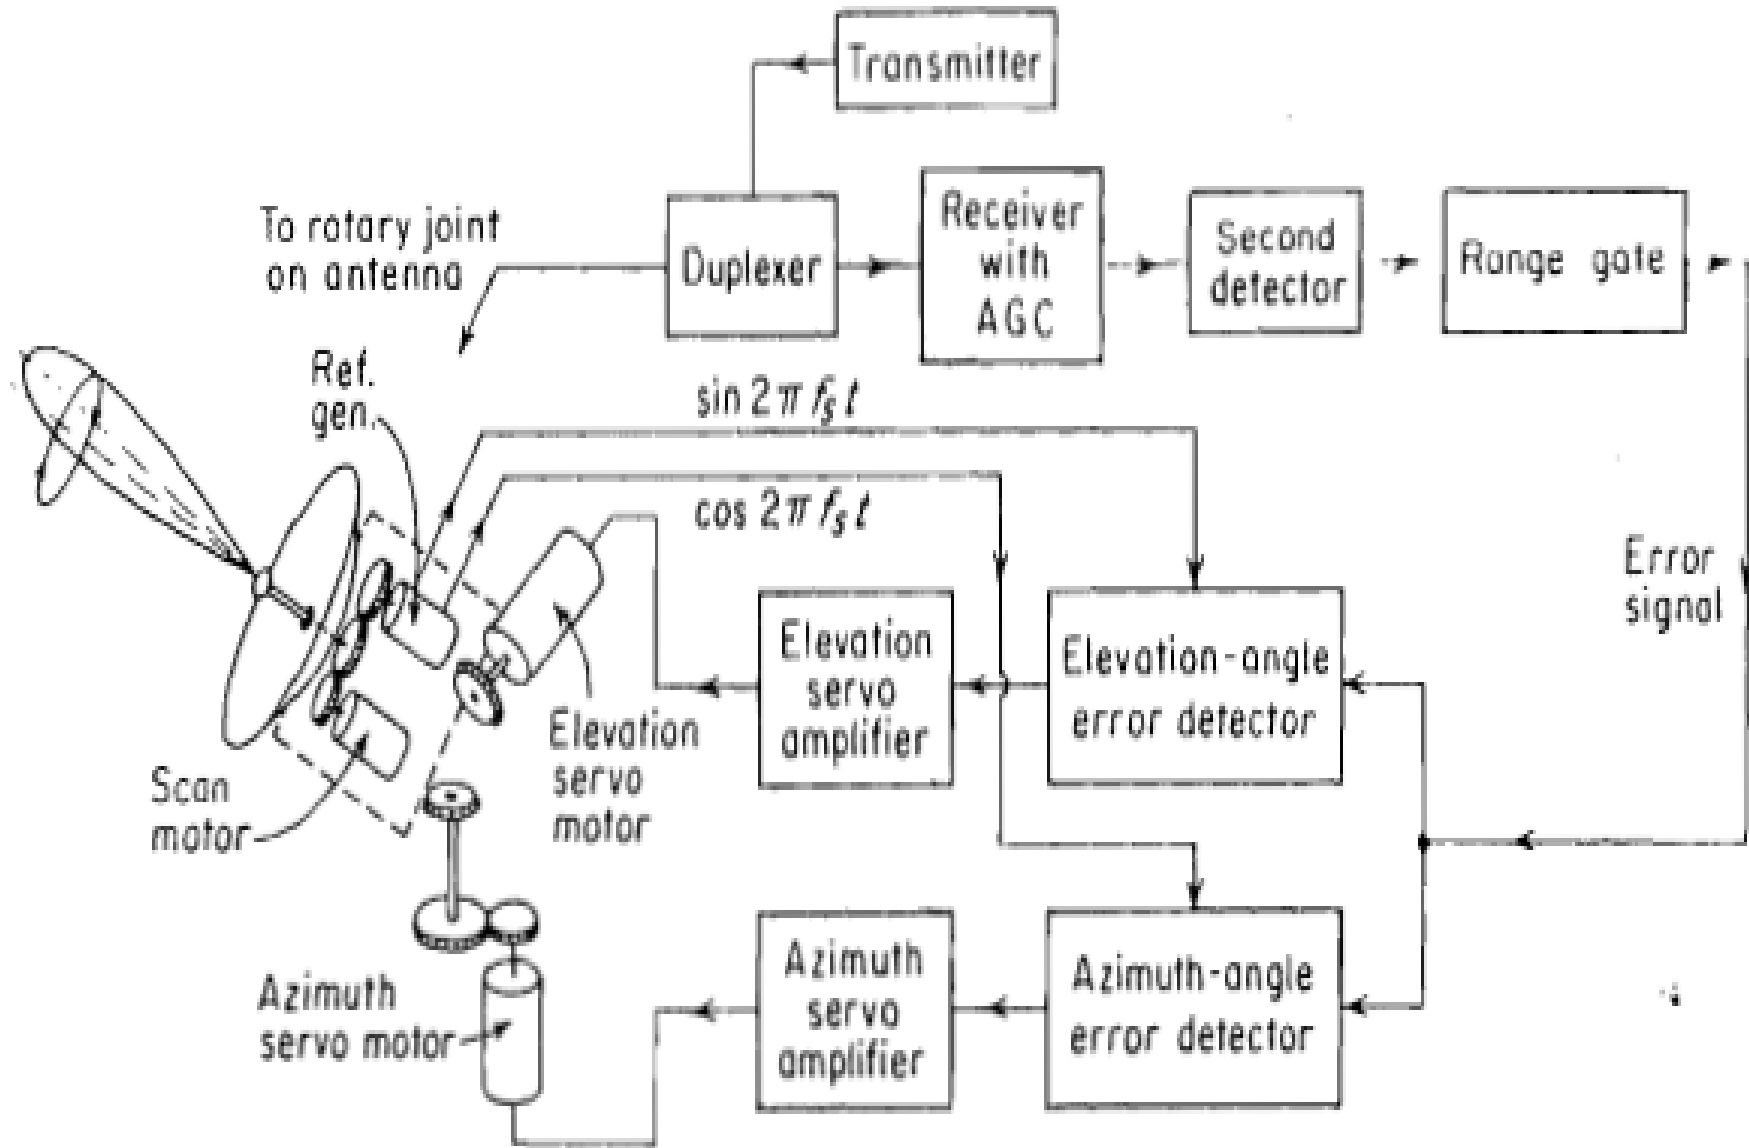 Transmitter
To rotary joint
on antenna
Duplexer
Receiver
with
AGC
Second
detector
Range gate
Ref.
gen.
sin 2π fₛ t
cos 2π fₛ t
Error
signal
Elevation
servo
amplifier
Elevation-angle
error detector
Elevation
servo
motor
Scan
motor
Azimuth
servo motor
Azimuth
servo
amplifier
Azimuth-angle
error detector